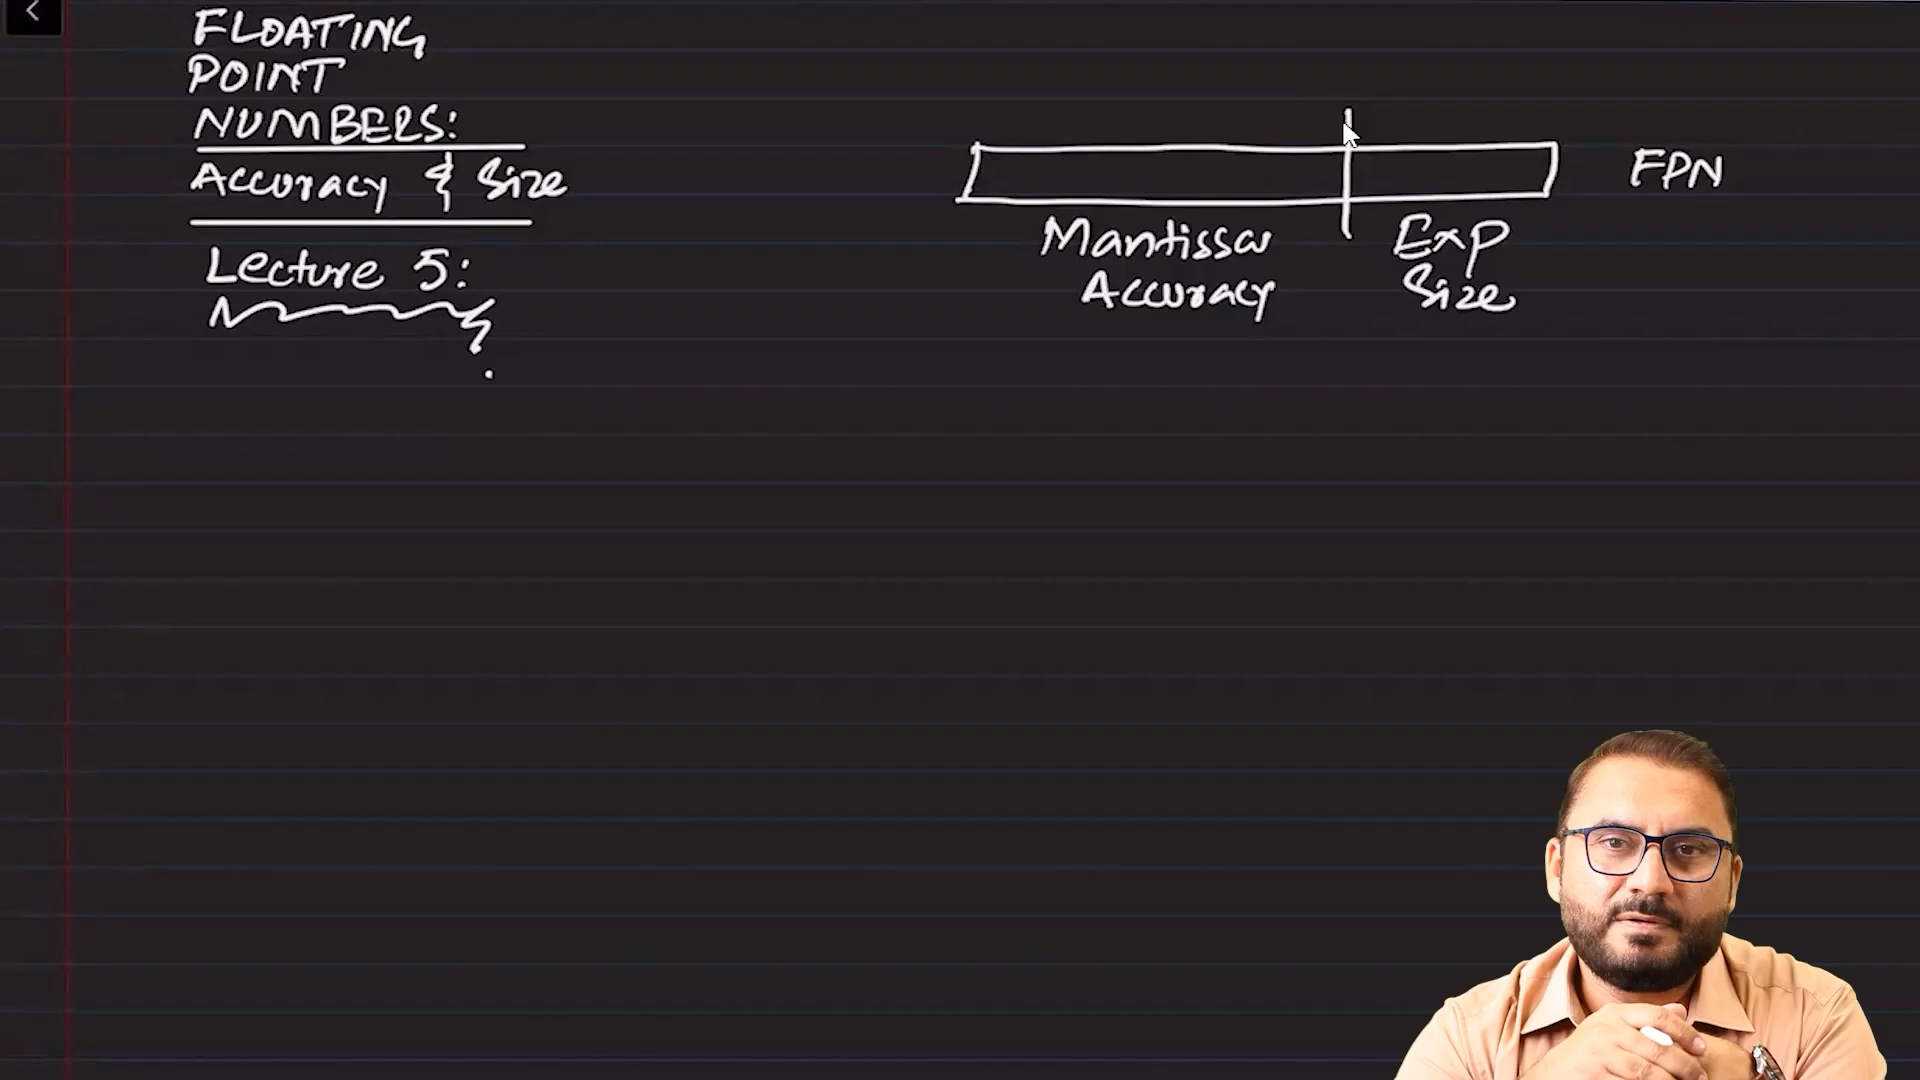 FLOATING
POINT
NUMBERS:
Accuracy & Size
Lecture 5:
FPN
Mantissa Exp
Accuracy Size